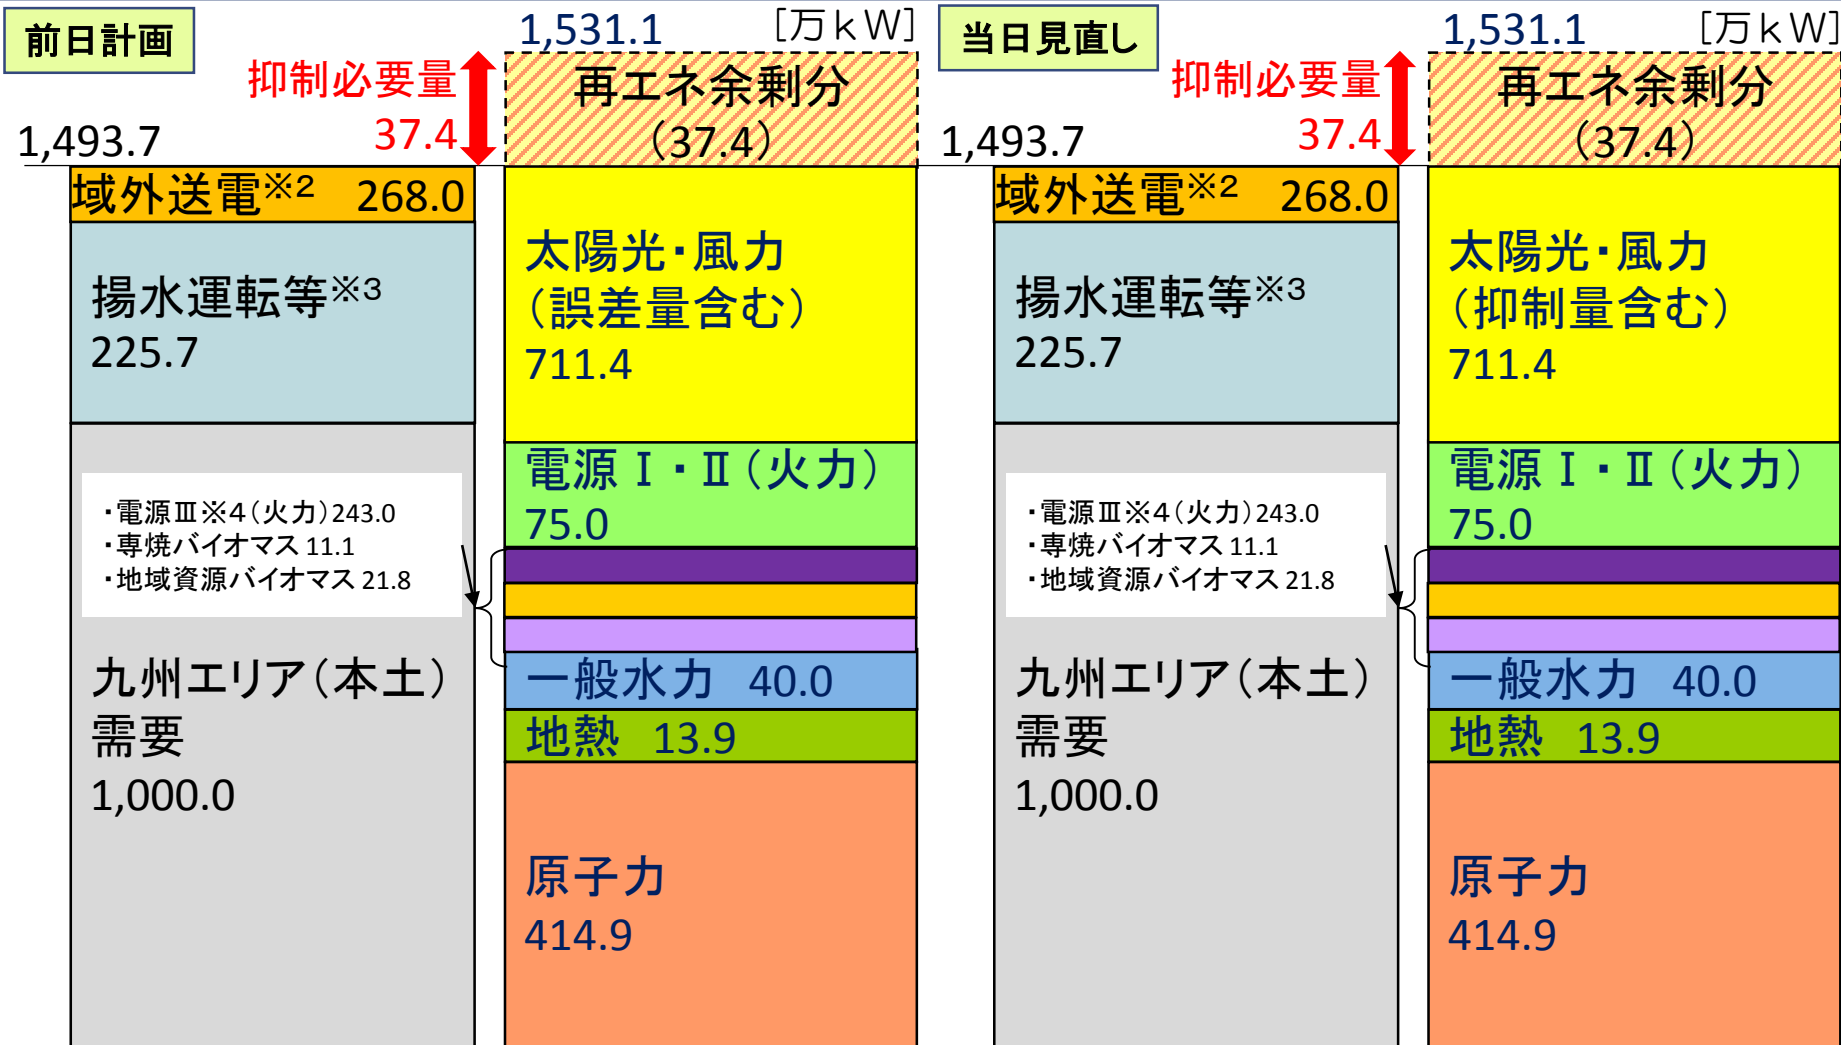 前日計画
1,531.1
[万kW]
抑制必要量
37.4
再エネ余剰分
(37.4)
1,493.7
域外送電※2 268.0
揚水運転等※3
225.7
太陽光・風力
(誤差量含む)
711.4
電源Ⅰ・Ⅱ(火力)
75.0
・電源Ⅲ※4(火力)243.0
・専焼バイオマス11.1
・地域資源バイオマス21.8
九州エリア(本土)
需要
1,000.0
一般水力 40.0
地熱 13.9
原子力
414.9
当日見直し
1,531.1
[万kW]
抑制必要量
37.4
再エネ余剰分
(37.4)
1,493.7
域外送電※2 268.0
揚水運転等※3
225.7
太陽光・風力
(抑制量含む)
711.4
電源Ⅰ・Ⅱ(火力)
75.0
・電源Ⅲ※4(火力)243.0
・専焼バイオマス11.1
・地域資源バイオマス21.8
九州エリア(本土)
需要
1,000.0
一般水力 40.0
地熱 13.9
原子力
414.9